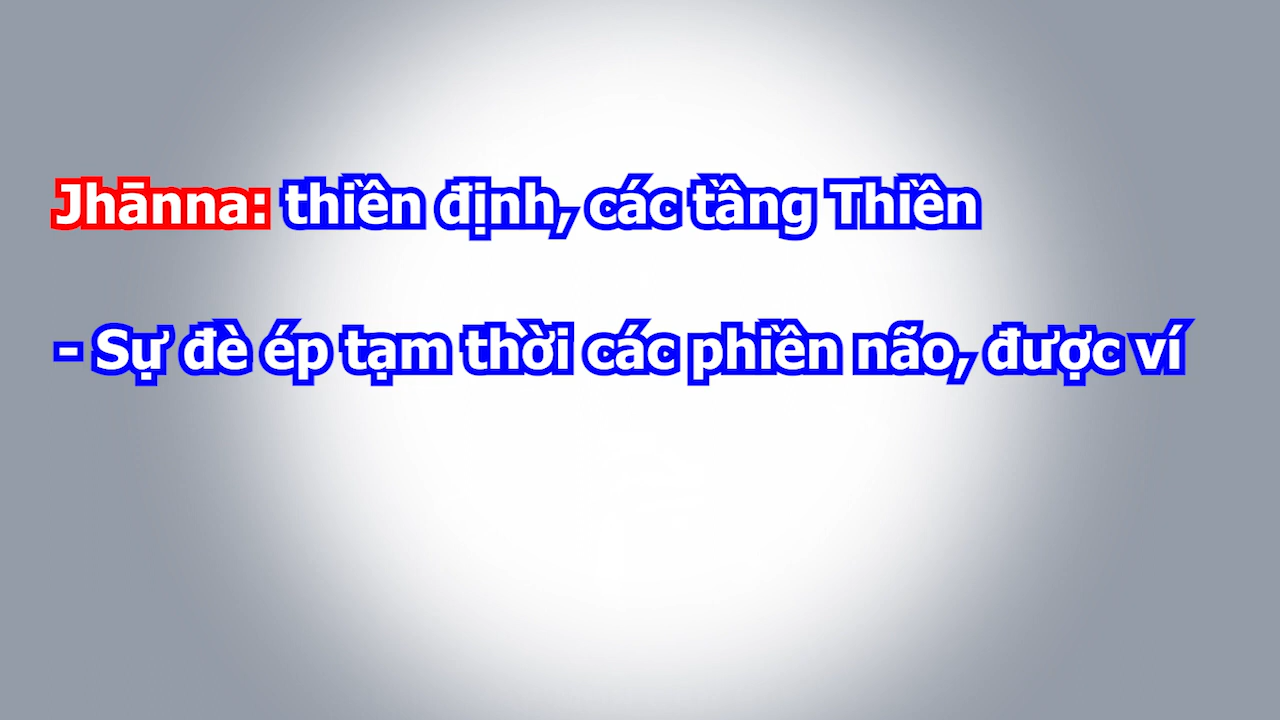 Jhānna: thiền định, các tầng Thiền
- Sự đè ép tạm thời các phiền não, được ví